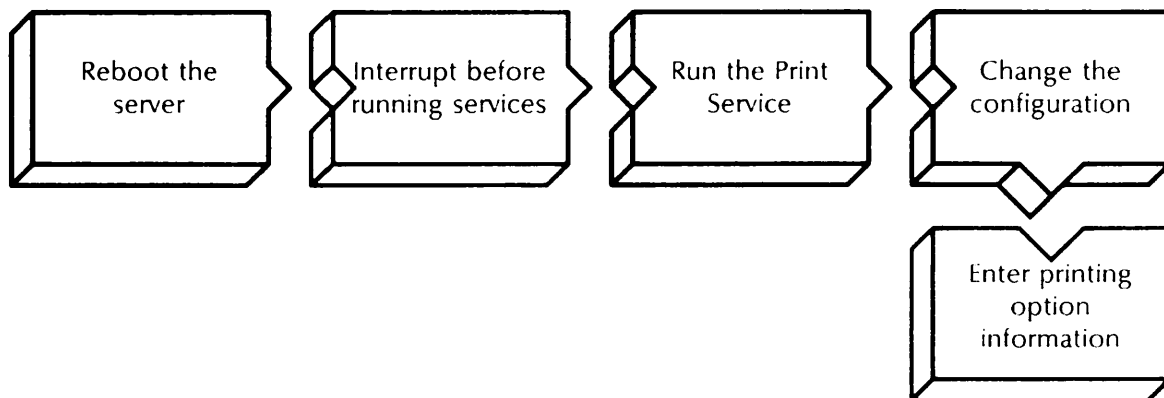 Reboot the
server
Interrupt before
running services
Run the Print
Service
Change the
configuration
Enter printing
option
information